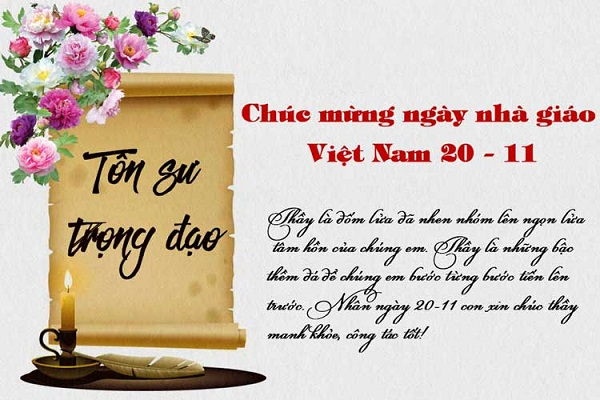 Tôn sư
trọng đạo
Chúc mừng ngày nhà giáo
Việt Nam 20 - 11
Thầy là đốm lửa đã nhen nhóm lên ngọn lửa
tâm hồn của chúng em. Thầy là những bậc
thềm đá để chúng em bước từng bước tiến lên
trước. Nhân ngày 20-11 con xin chúc thầy
mạnh khỏe, công tác tốt!